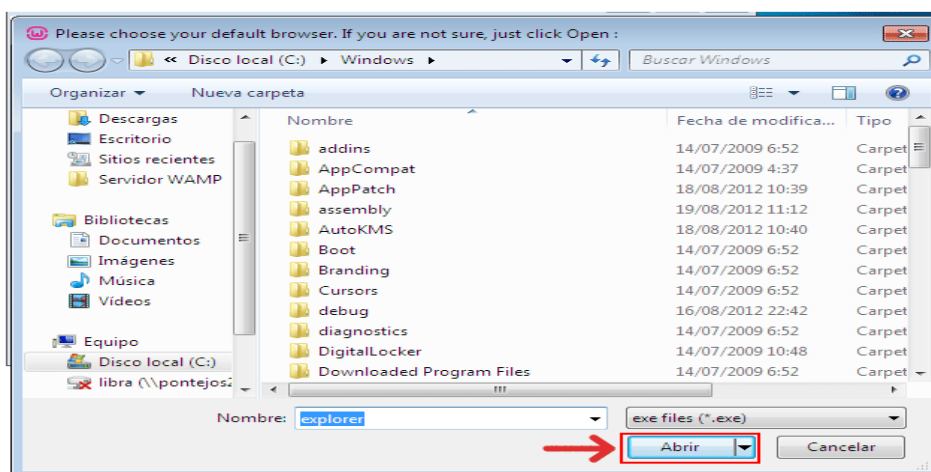 Please choose your default browser. If you are not sure, just click Open :
« Disco local (C:) ▸ Windows ▸ Buscar Windows
Organizar Nueva carpeta
Descargas
Escritorio
Sitios recientes
Servidor WAMP
Bibliotecas
Documentos
Imágenes
Música
Vídeos
Equipo
Disco local (C:)
libra (\\pontejos2
Nombre Fecha de modifica... Tipo
addins 14/07/2009 6:52 Carpet
AppCompat 14/07/2009 4:37 Carpet
AppPatch 18/08/2012 10:39 Carpet
assembly 19/08/2012 11:12 Carpet
AutoKMS 18/08/2012 10:40 Carpet
Boot 14/07/2009 6:52 Carpet
Branding 14/07/2009 6:52 Carpet
Cursors 14/07/2009 6:52 Carpet
debug 16/08/2012 22:42 Carpet
diagnostics 14/07/2009 6:52 Carpet
DigitalLocker 14/07/2009 10:48 Carpet
Downloaded Program Files 14/07/2009 6:52 Carpet
Nombre: explorer exe files (*.exe)
Abrir Cancelar